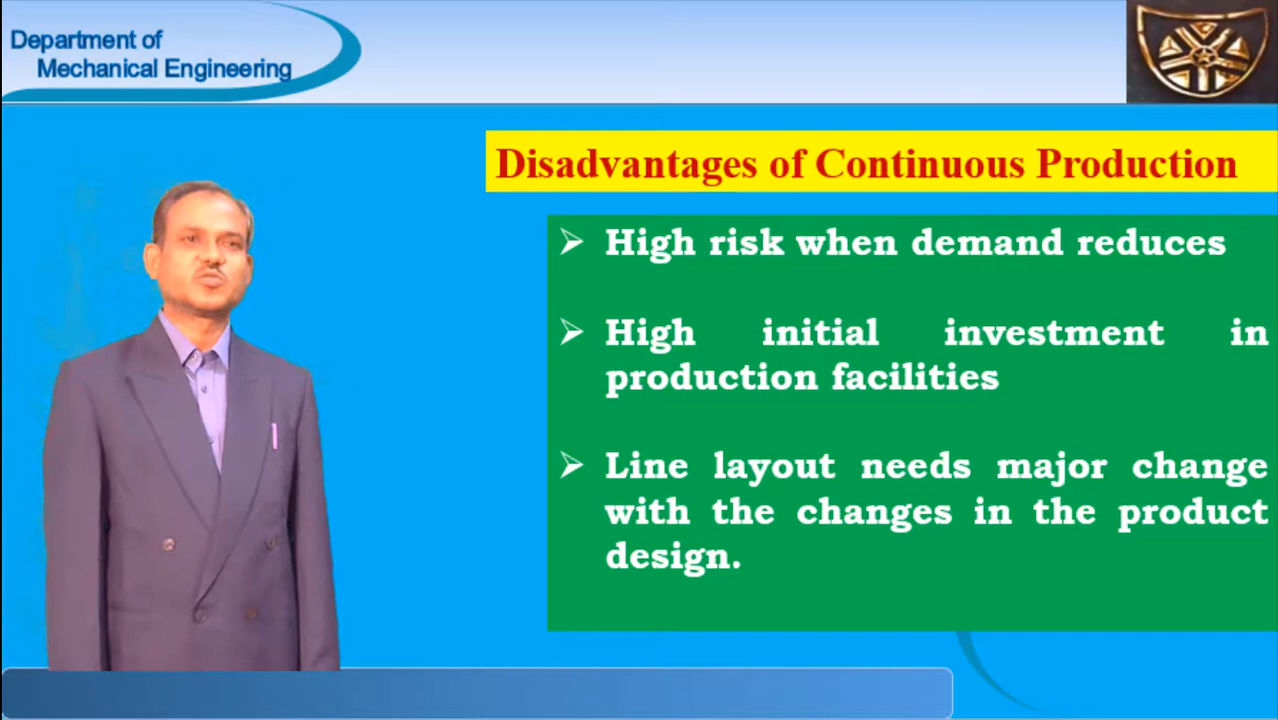 Department of
Mechanical Engineering
Disadvantages of Continuous Production
➢ High risk when demand reduces
➢ High initial investment in
production facilities
➢ Line layout needs major change
with the changes in the product
design.